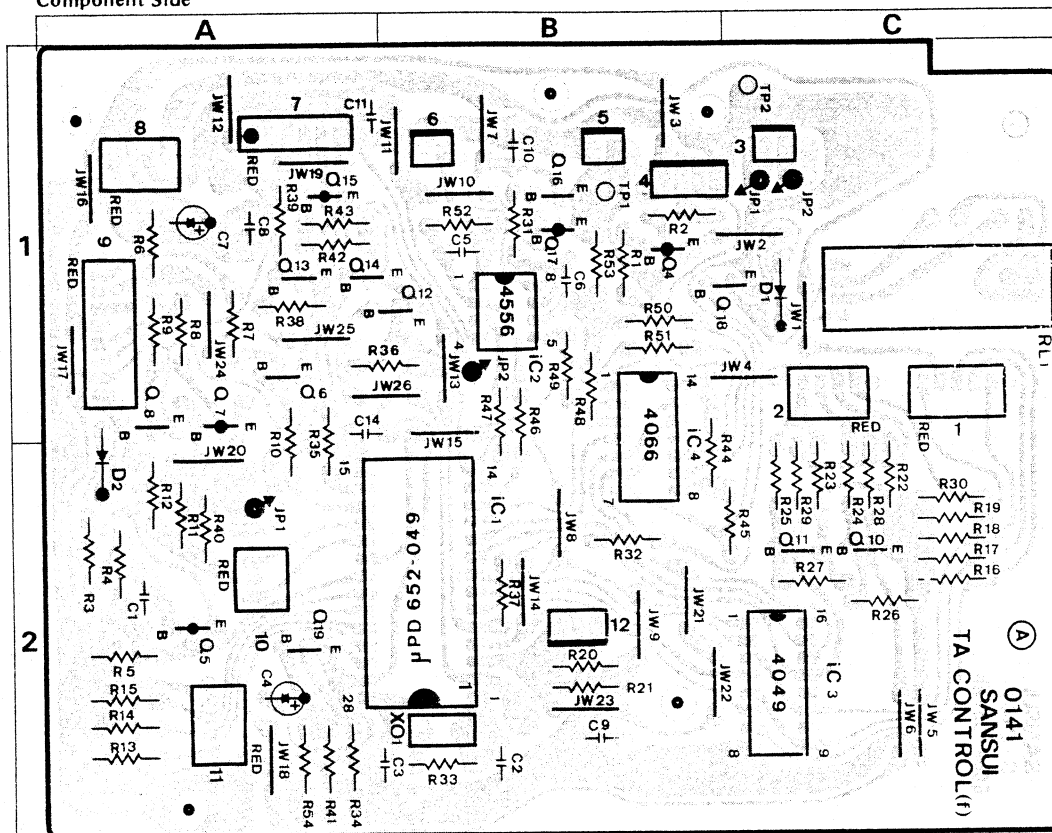 Component Side
A
B
C
1
2
8
JW12
7
C11
JW11
6
JW7
C10
5
JW3
TP2
3
JW16
RED
RED
JW19
Q15
E
R39
R43
R42
JW10
R52
C5
R31
Q16
B
E
TP1
4
R2
JP1
JP2
JW2
9
RED
R6
C7
C8
Q13
B
E
Q14
B
E
Q12
B
E
1
8
B
Q17
E
C6
R53
R1
B
Q4
E
B
Q18
E
D1
JW1
RL1
JW17
R9
R8
JW24
R7
R38
JW25
R36
JW26
4
JW13
4556
iC2
5
JP2
R50
R51
R49
R48
JW4
B
Q8
E
B
Q7
E
B
Q6
E
C14
JW15
R47
R46
1
14
4066
iC4
7
8
R44
2
RED
RED
1
D2
JW20
R10
R35
15
14
iC1
R12
R11
R40
JP1
µPD652-049
JW8
R32
R45
R25
R29
R23
R24
R28
R22
R30
R19
R18
R17
R16
B
Q11
E
B
Q10
E
R27
R26
R3
R4
C1
RED
10
B
Q5
E
B
Q19
E
R37
JW14
12
JW9
JW21
1
16
4049
iC3
8
9
R5
R15
R14
R13
C4
11
RED
JW18
28
1
XO1
R20
R21
JW23
C9
JW22
JW6
JW5
R54
R41
R34
C3
R33
C2
A
0141
SANSUI
TA CONTROL(f)